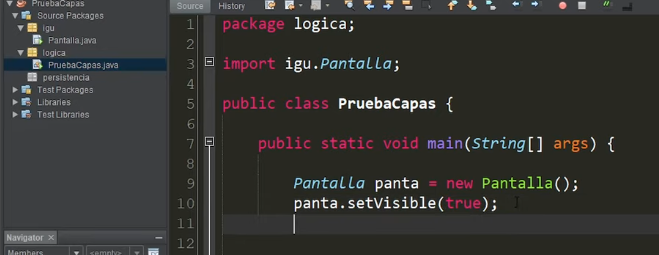 PruebaCapas
Source Packages
igu
Pantalla.java
logica
PruebaCapas.java
persistencia
Test Packages
Libraries
Test Libraries
Navigator
Members
<empty>
Source
History
1 package logica;
2
3 import igu.Pantalla;
4
5 public class PruebaCapas {
6
7 public static void main(String[] args) {
8
9 Pantalla panta = new Pantalla();
10 panta.setVisible(true);
11
12